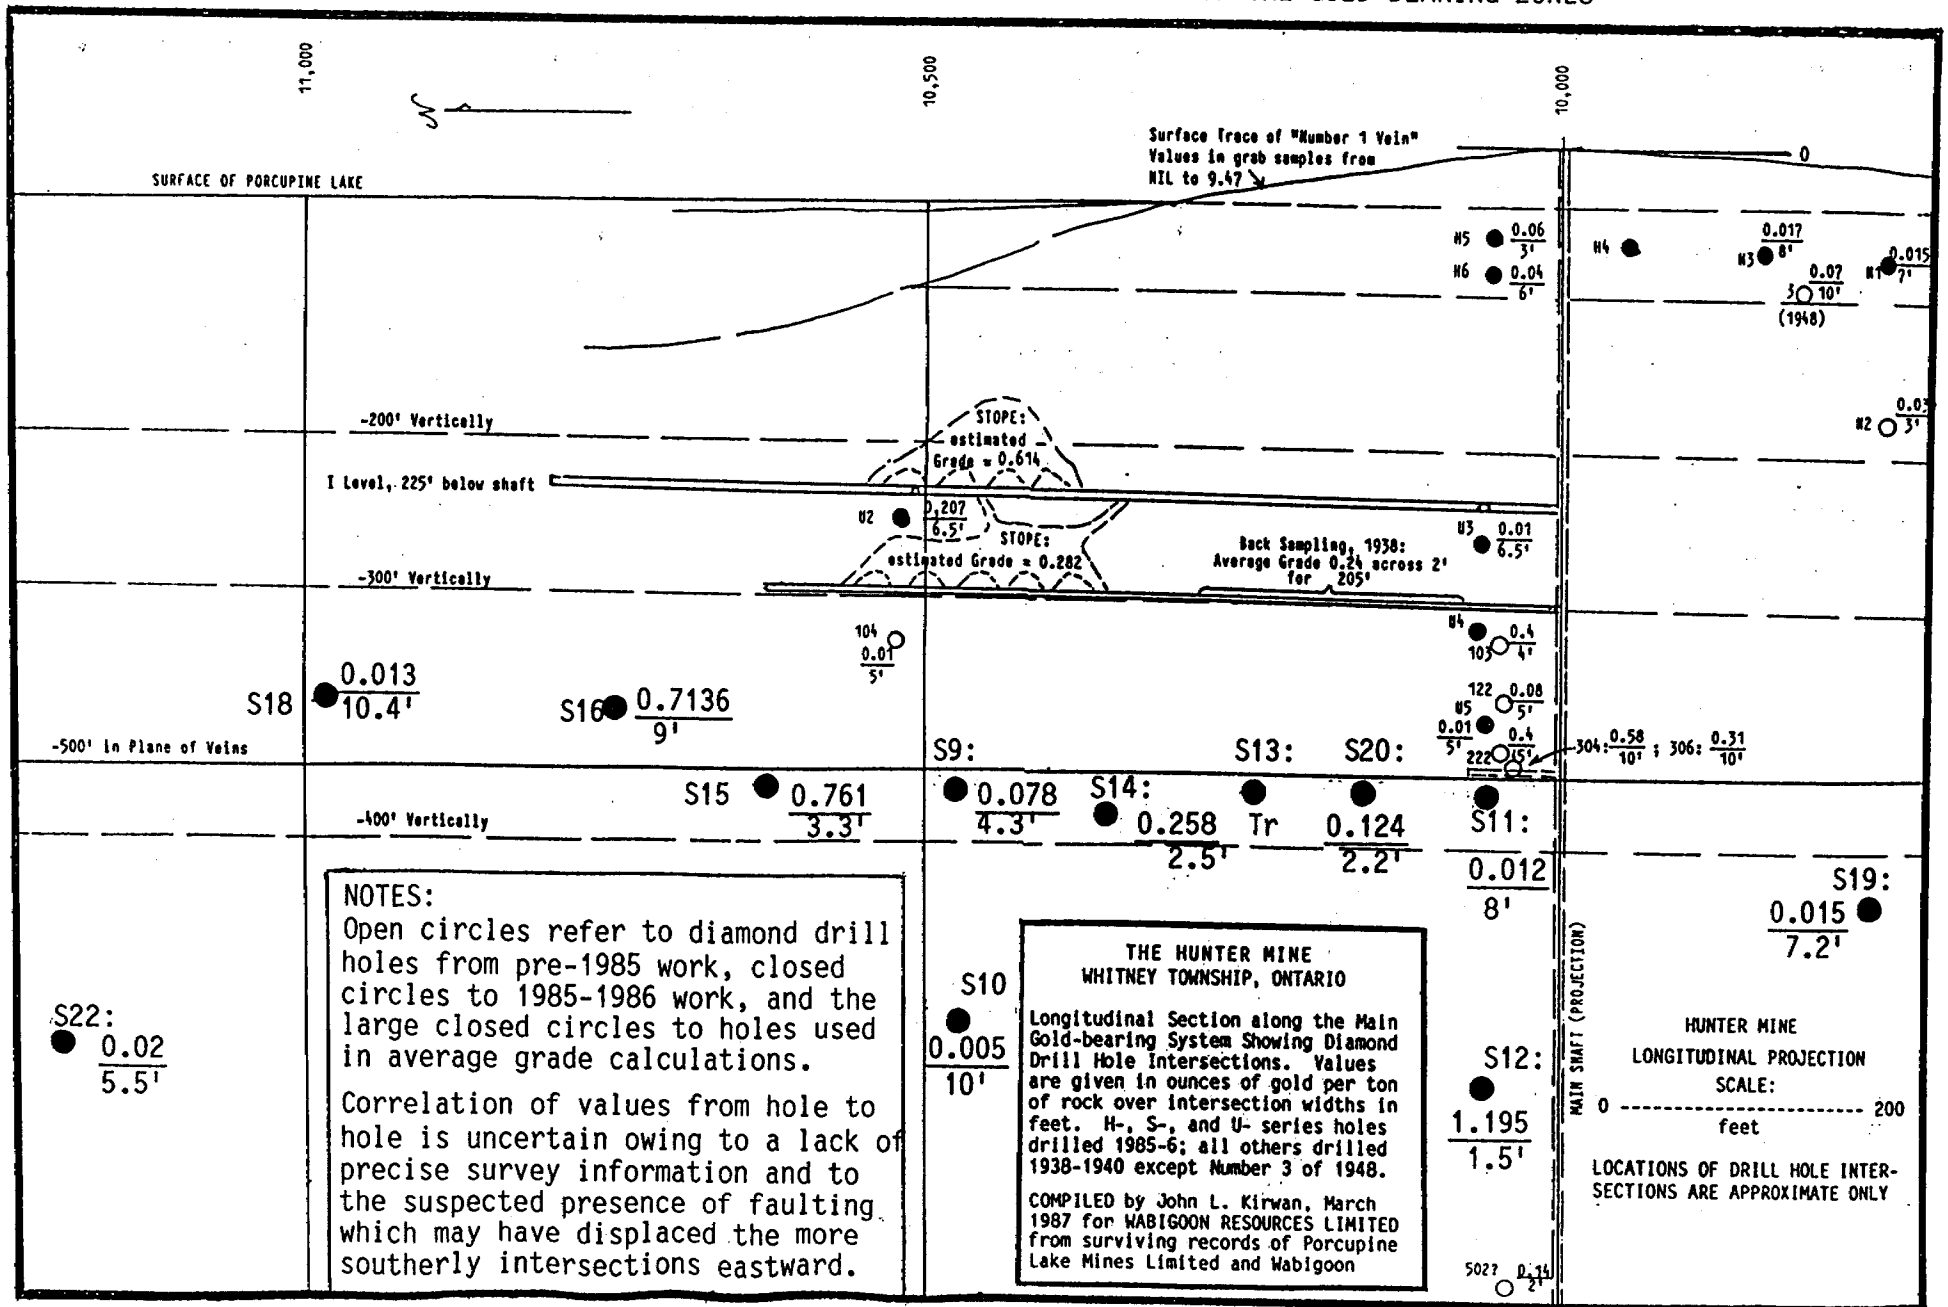 11,000
10,500
10,000
N
Surface Trace of "Number 1 Vein"
Values in grab samples from
NIL to 9.47
0
SURFACE OF PORCUPINE LAKE
H5 0.06
3'
H6 0.04
6'
H4
H3 0.017
8'
H1 0.015
7'
3 0.07
10'
(1948)
H2 0.03
3'
-200' Vertically
STOPE:
estimated
Grade = 0.614
I Level, 225' below shaft
U2 0.207
6.5'
STOPE:
estimated Grade = 0.282
U3 0.01
6.5'
Back Sampling, 1938:
Average Grade 0.24 across 2'
for 205'
-300' Vertically
104
0.01
5'
U4
103 0.4
4'
S18 0.013
10.4'
S16 0.7136
9'
122 0.08
5'
U5
0.01
5'
0.4
222 15'
304: 0.58
10' ; 306: 0.31
10'
-500' in Plane of Veins
S15 0.761
3.3'
S9:
0.078
4.3'
S14:
0.258
2.5'
S13:
Tr
S20:
0.124
2.2'
S11:
0.012
8'
-400' Vertically
S19:
0.015
7.2'
NOTES:
Open circles refer to diamond drill
holes from pre-1985 work, closed
circles to 1985-1986 work, and the
large closed circles to holes used
in average grade calculations.
Correlation of values from hole to
hole is uncertain owing to a lack of
precise survey information and to
the suspected presence of faulting
which may have displaced the more
southerly intersections eastward.
S22:
0.02
5.5'
S10
0.005
10'
THE HUNTER MINE
WHITNEY TOWNSHIP, ONTARIO
Longitudinal Section along the Main
Gold-bearing System Showing Diamond
Drill Hole Intersections. Values
are given in ounces of gold per ton
of rock over intersection widths in
feet. H-, S-, and U- series holes
drilled 1985-6; all others drilled
1938-1940 except Number 3 of 1948.
COMPILED by John L. Kirwan, March
1987 for WABIGOON RESOURCES LIMITED
from surviving records of Porcupine
Lake Mines Limited and Wabigoon
S12:
1.195
1.5'
502? 0.14
2'
MAIN SHAFT (PROJECTION)
HUNTER MINE
LONGITUDINAL PROJECTION
SCALE:
0 ---------------------- 200
feet
LOCATIONS OF DRILL HOLE INTER-
SECTIONS ARE APPROXIMATE ONLY